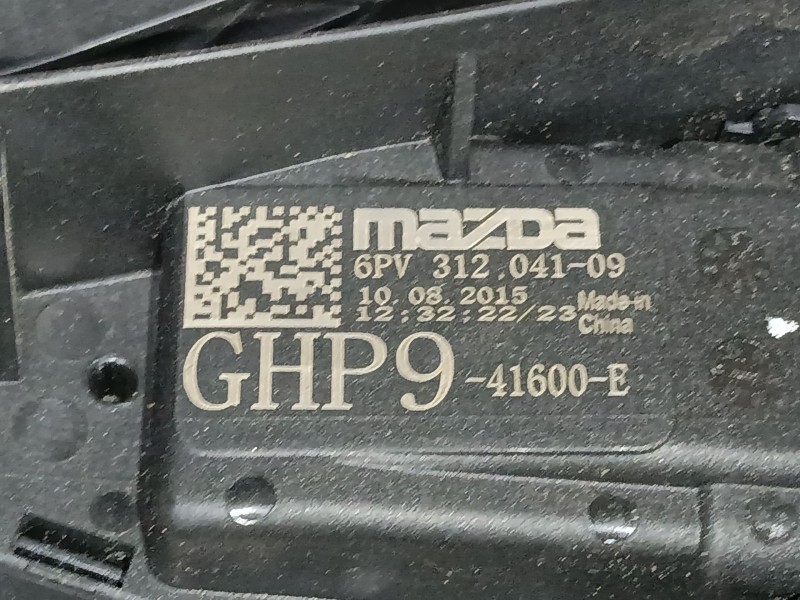 mazda
6PV 312 041-09
10.08.2015
12:32:22/23 Made in China
GHP9-41600-E